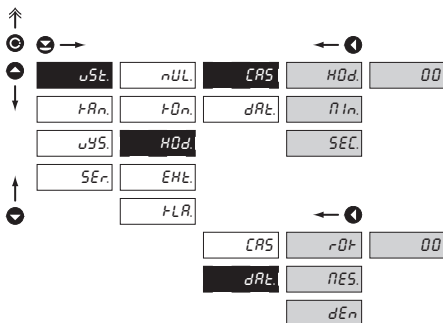 uSt. nUL. CAS HOd. 00
tAn. tOn. dAt. MIn.
uYS. HOd. SEC.
SEr. EHt.
tLA.
CAS rOt 00
dAt. MES.
dEn